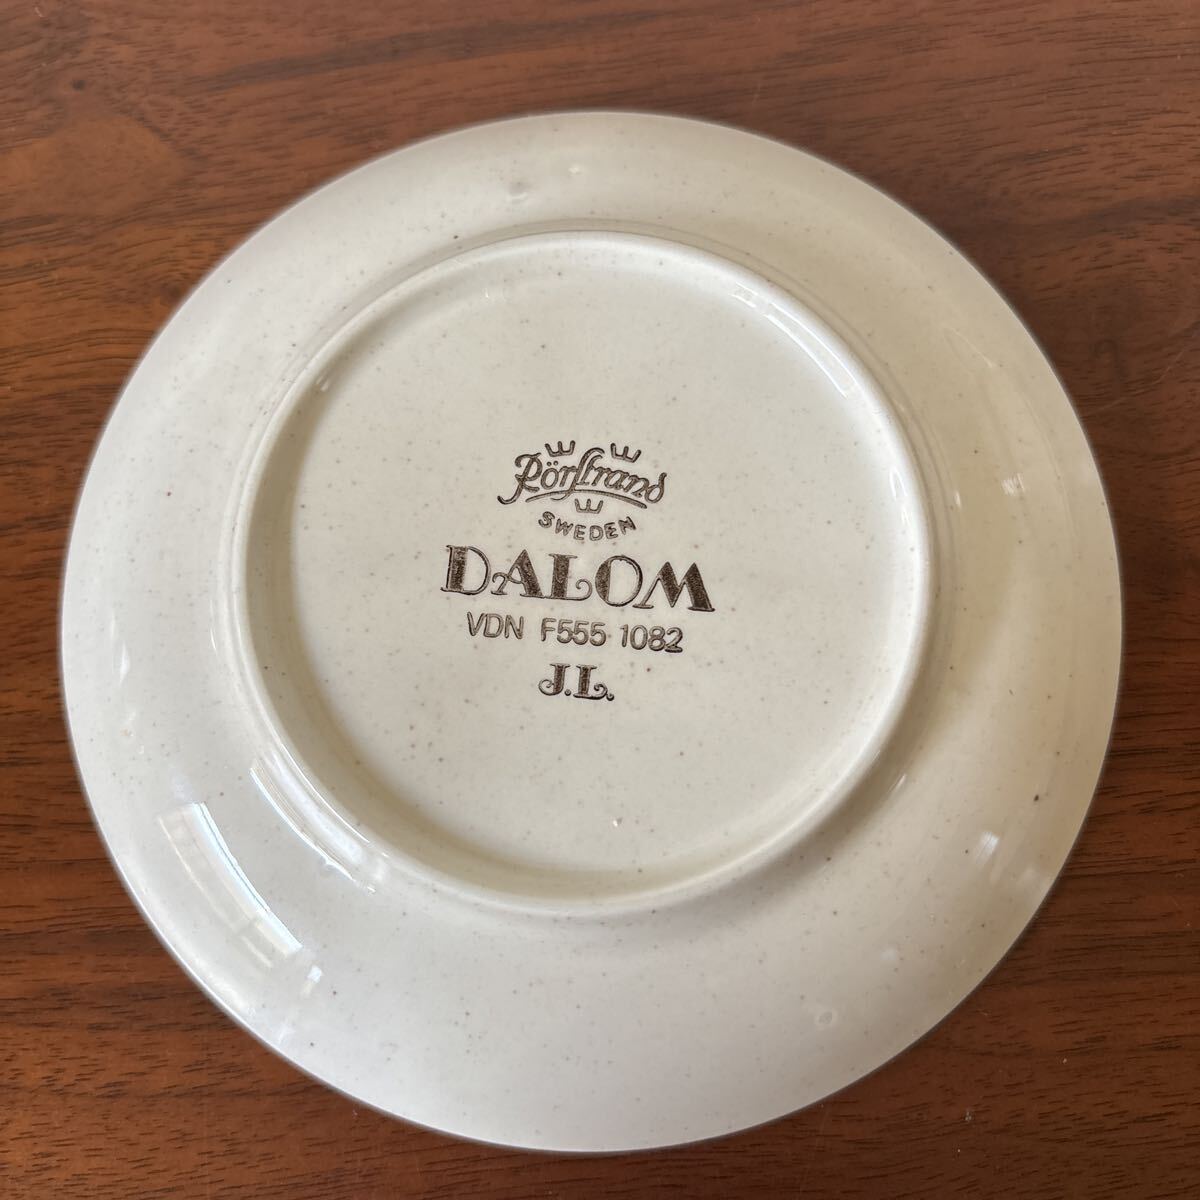 Rörstrand
SWEDEN
DALOM
VDN F555 1082
J.L.